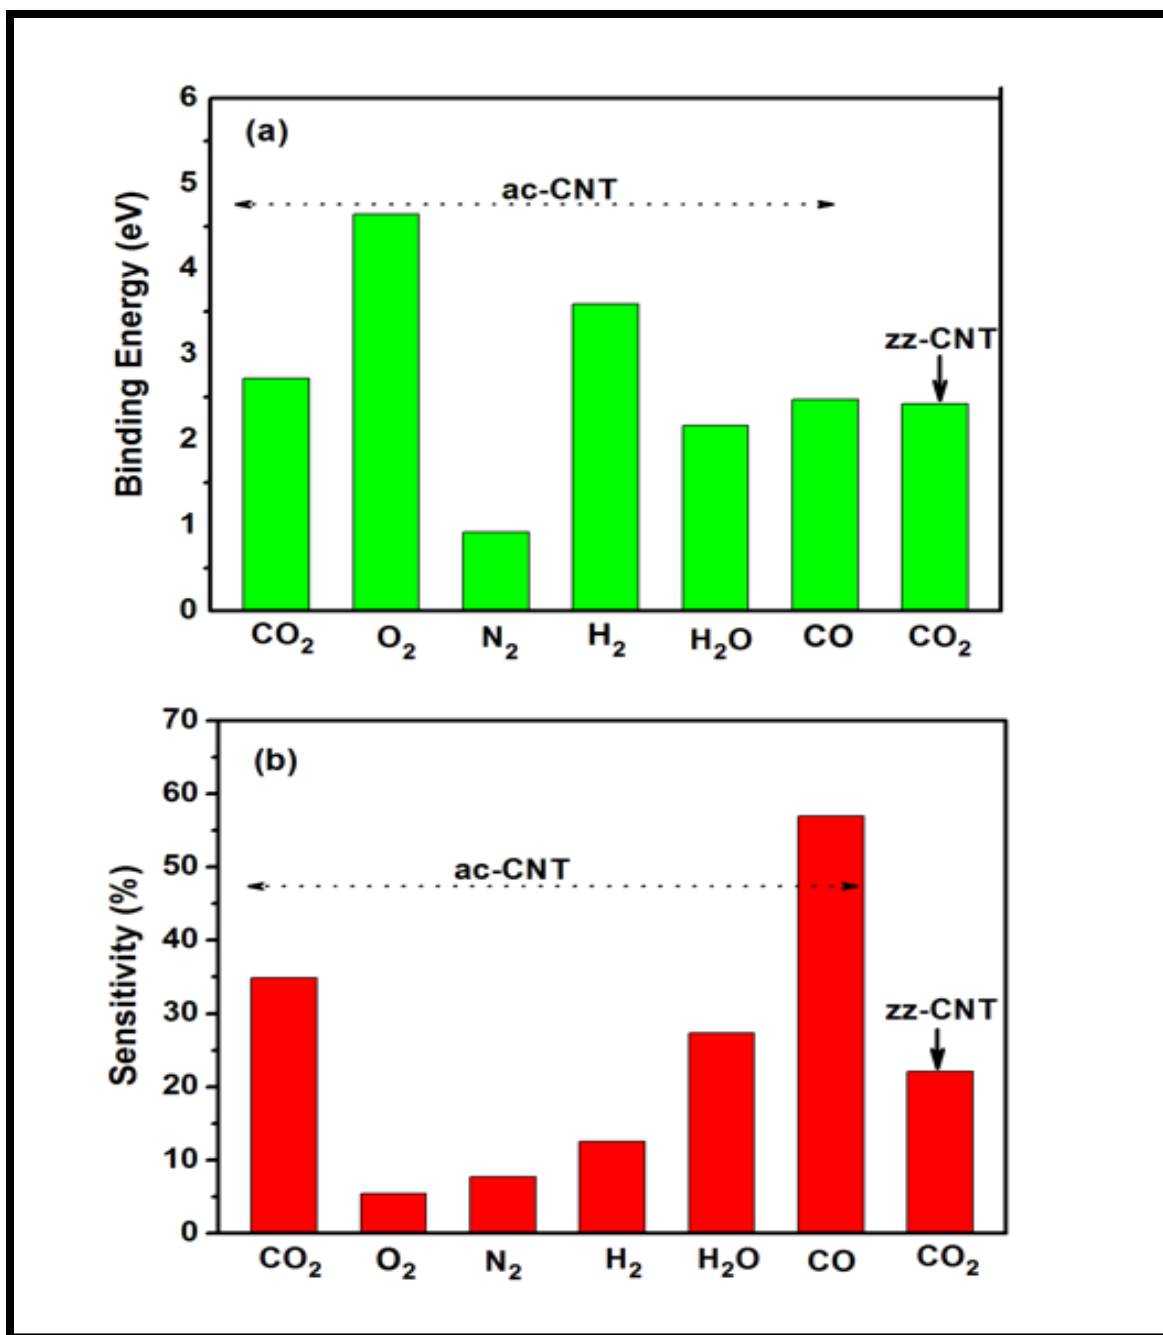 6
(a)
5
ac-CNT
4
3
zz-CNT
2
1
0
Binding Energy (eV)
CO₂ O₂ N₂ H₂ H₂O CO CO₂
70
(b)
60
50
ac-CNT
40
30
zz-CNT
20
10
0
Sensitivity (%)
CO₂ O₂ N₂ H₂ H₂O CO CO₂